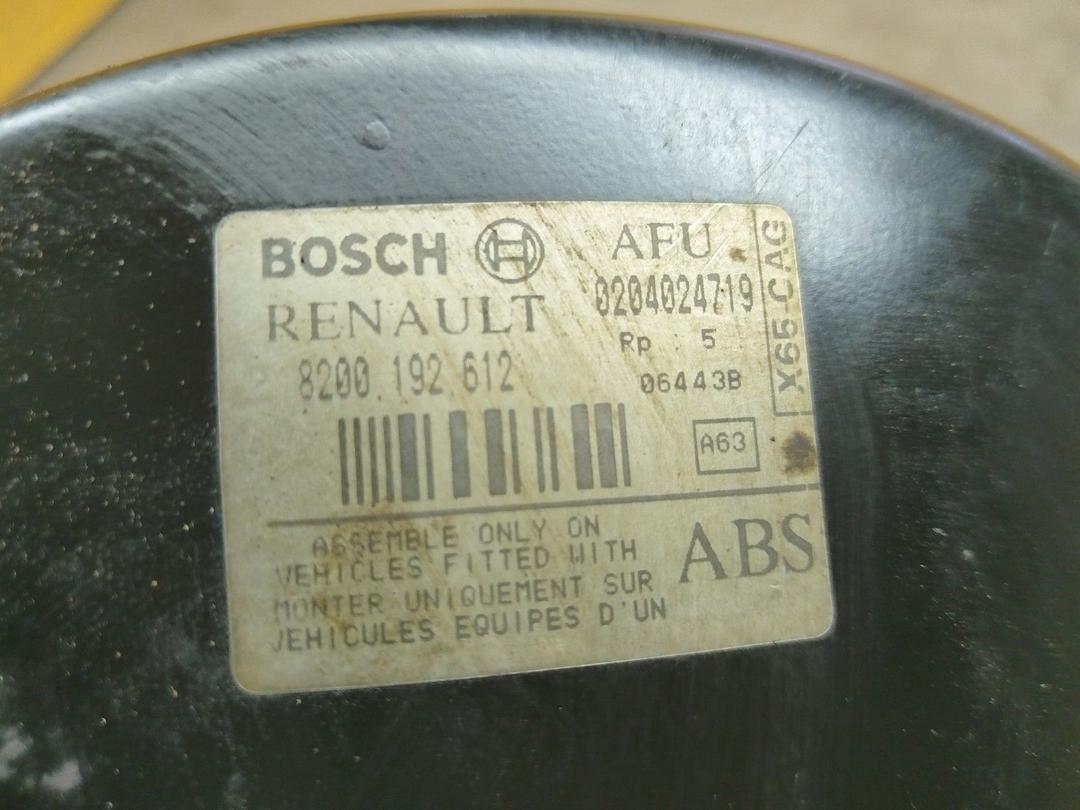 BOSCH
AFU
RENAULT
0204024719
8200 192 612
Rp : 5
06443B
X65-CAG
A63
ASSEMBLE ONLY ON
VEHICLES FITTED WITH
MONTER UNIQUEMENT SUR
VEHICULES EQUIPES D'UN
ABS